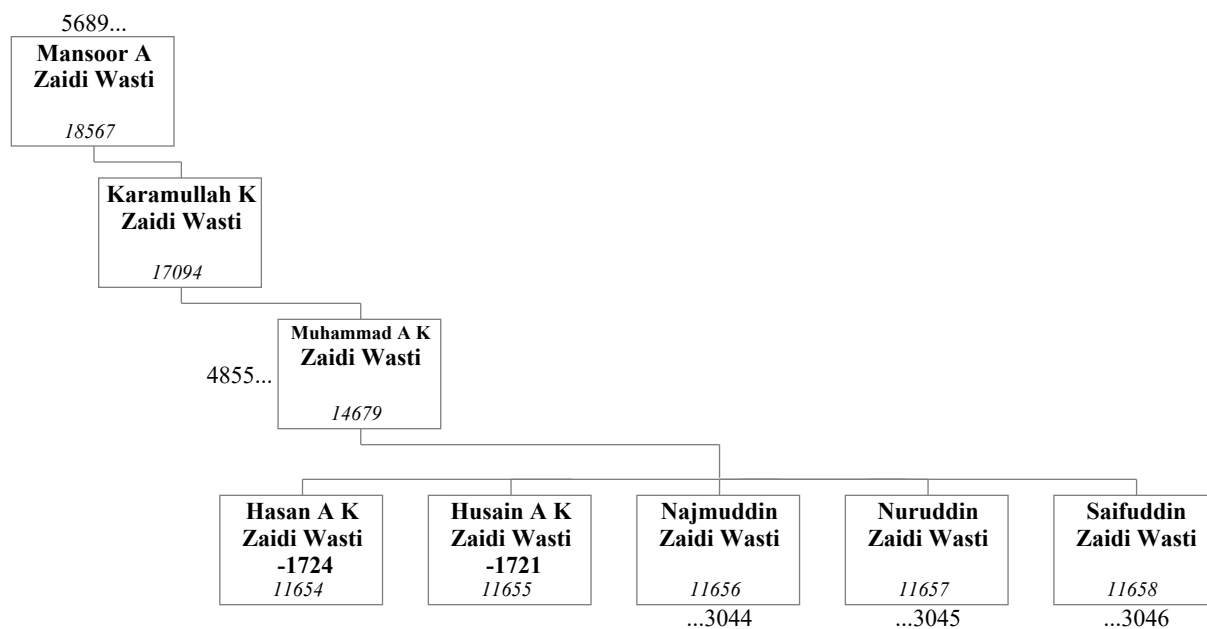 5689...
Mansoor A
Zaidi Wasti
18567
Karamullah K
Zaidi Wasti
17094
Muhammad A K
Zaidi Wasti
4855...
14679
Hasan A K
Zaidi Wasti
-1724
11654
Husain A K
Zaidi Wasti
-1721
11655
Najmuddin
Zaidi Wasti
11656
...3044
Nuruddin
Zaidi Wasti
11657
...3045
Saifuddin
Zaidi Wasti
11658
...3046